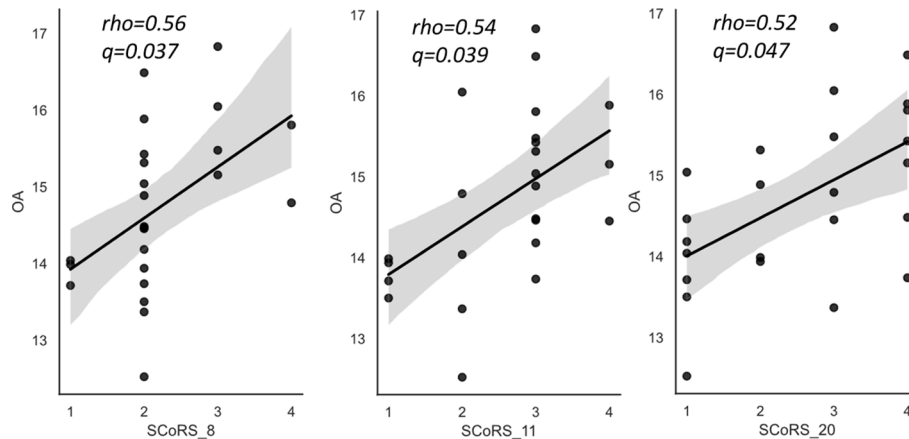 rho=0.56
q=0.037
17
16
15
14
13
OA
1 2 3 4
SCoRS_8
rho=0.54
q=0.039
17
16
15
14
13
OA
1 2 3 4
SCoRS_11
rho=0.52
q=0.047
17
16
15
14
13
OA
1 2 3 4
SCoRS_20